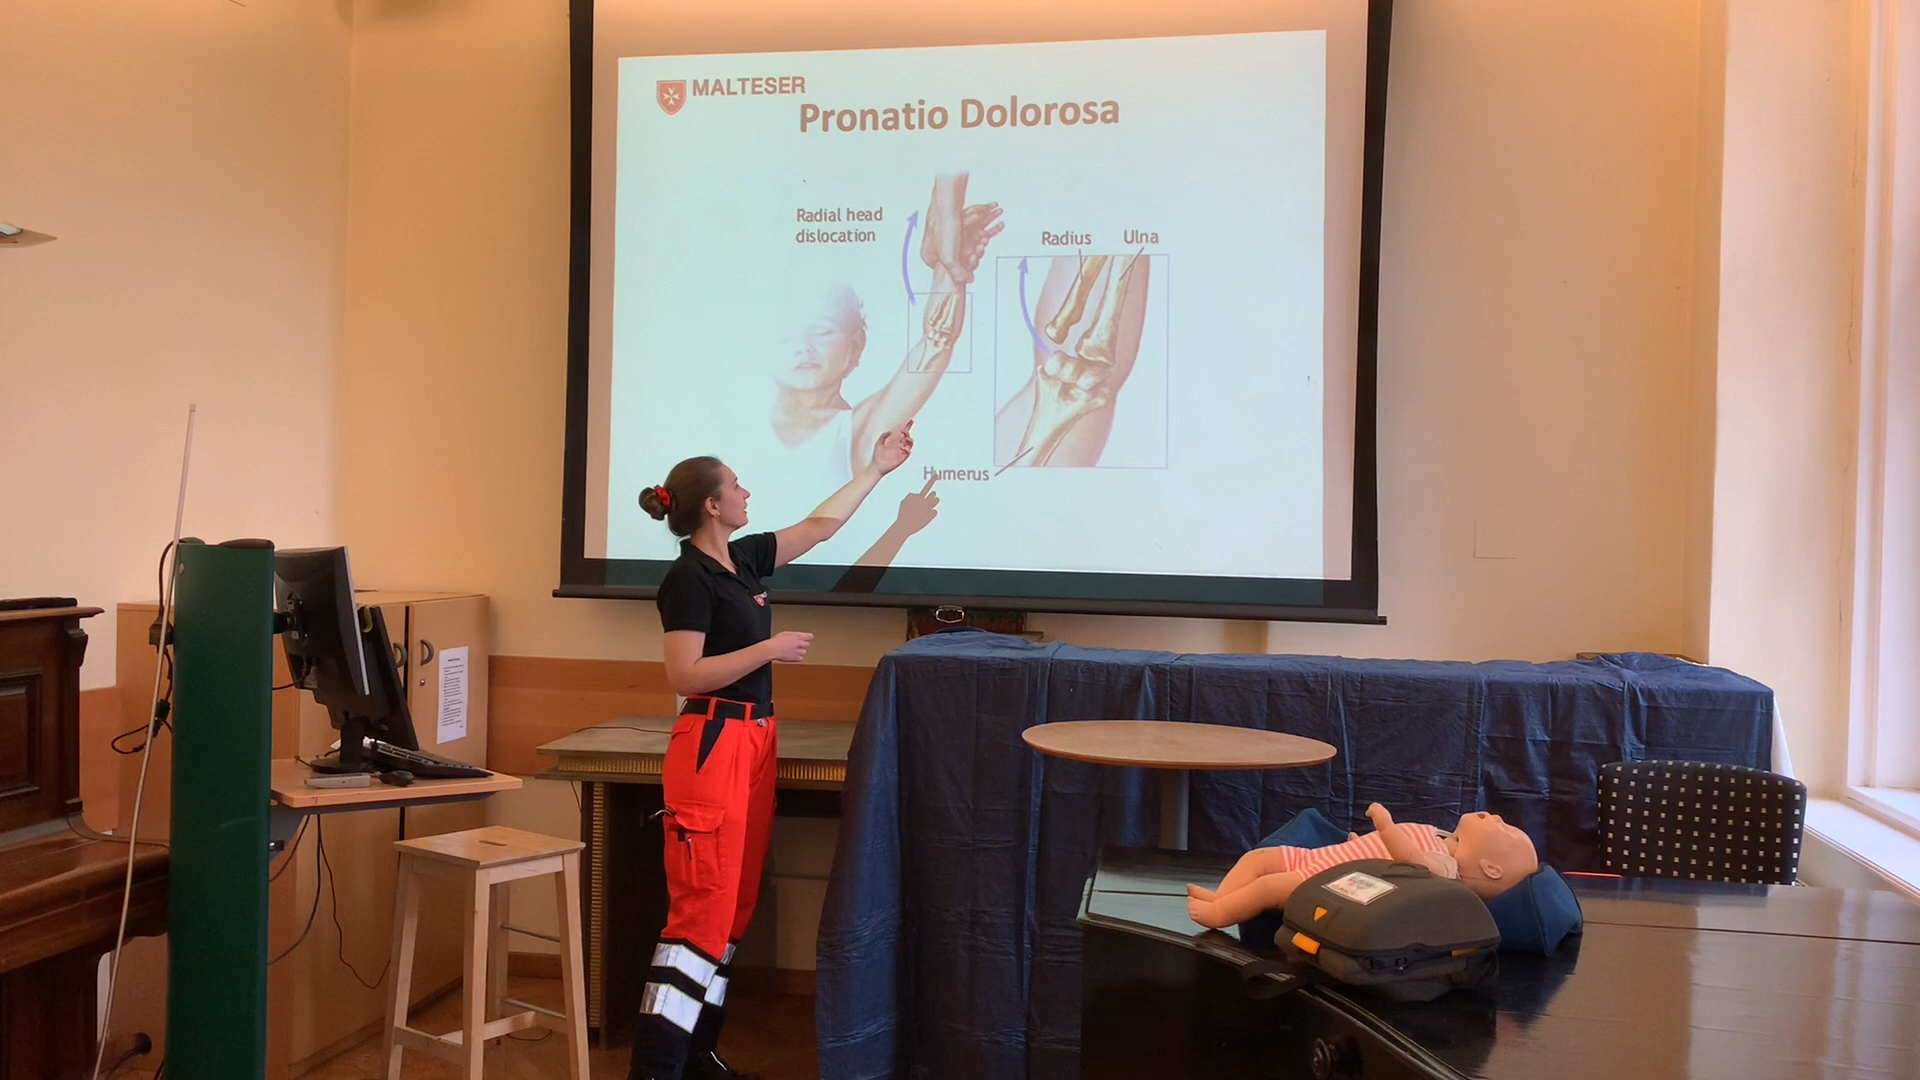 MALTESER
Pronatio Dolorosa
Radial head
dislocation
Radius
Ulna
Humerus